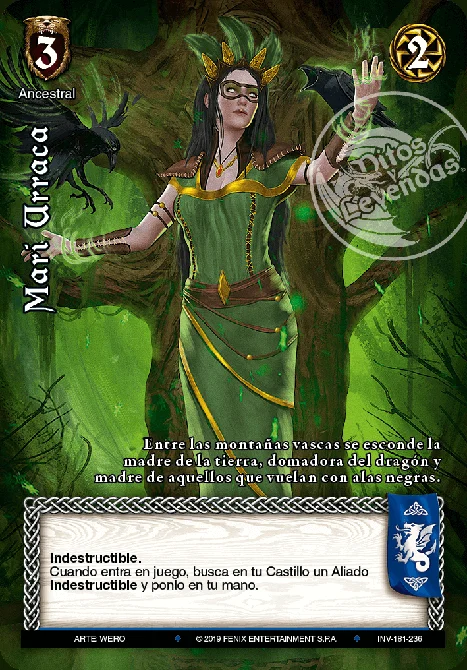 3
2
Ancestral
Mitos
Leyendas
Mari Urraca
Entre las montañas vascas se esconde la
madre de la tierra, domadora del dragón y
madre de aquellos que vuelan con alas negras.
Indestructible.
Cuando entra en juego, busca en tu Castillo un Aliado
Indestructible y ponlo en tu mano.
ARTE WERO
© 2019 FENIX ENTERTAINMENT S.P.A.
INV-181-236